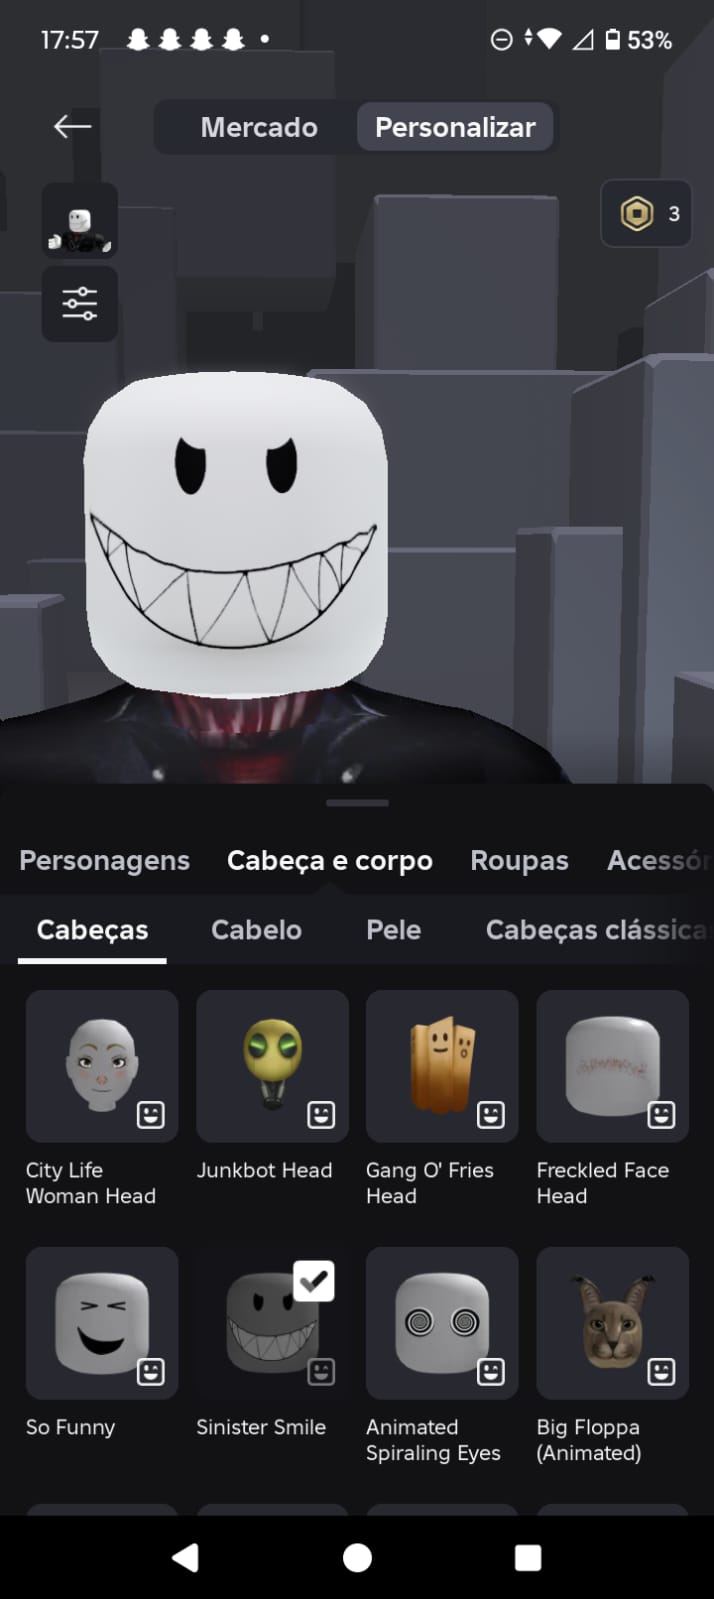 17:57
53%
Mercado
Personalizar
3
Personagens
Cabeça e corpo
Roupas
Acessór
Cabeças
Cabelo
Pele
Cabeças clássica
City Life
Woman Head
Junkbot Head
Gang O' Fries
Head
Freckled Face
Head
So Funny
Sinister Smile
Animated
Spiraling Eyes
Big Floppa
(Animated)